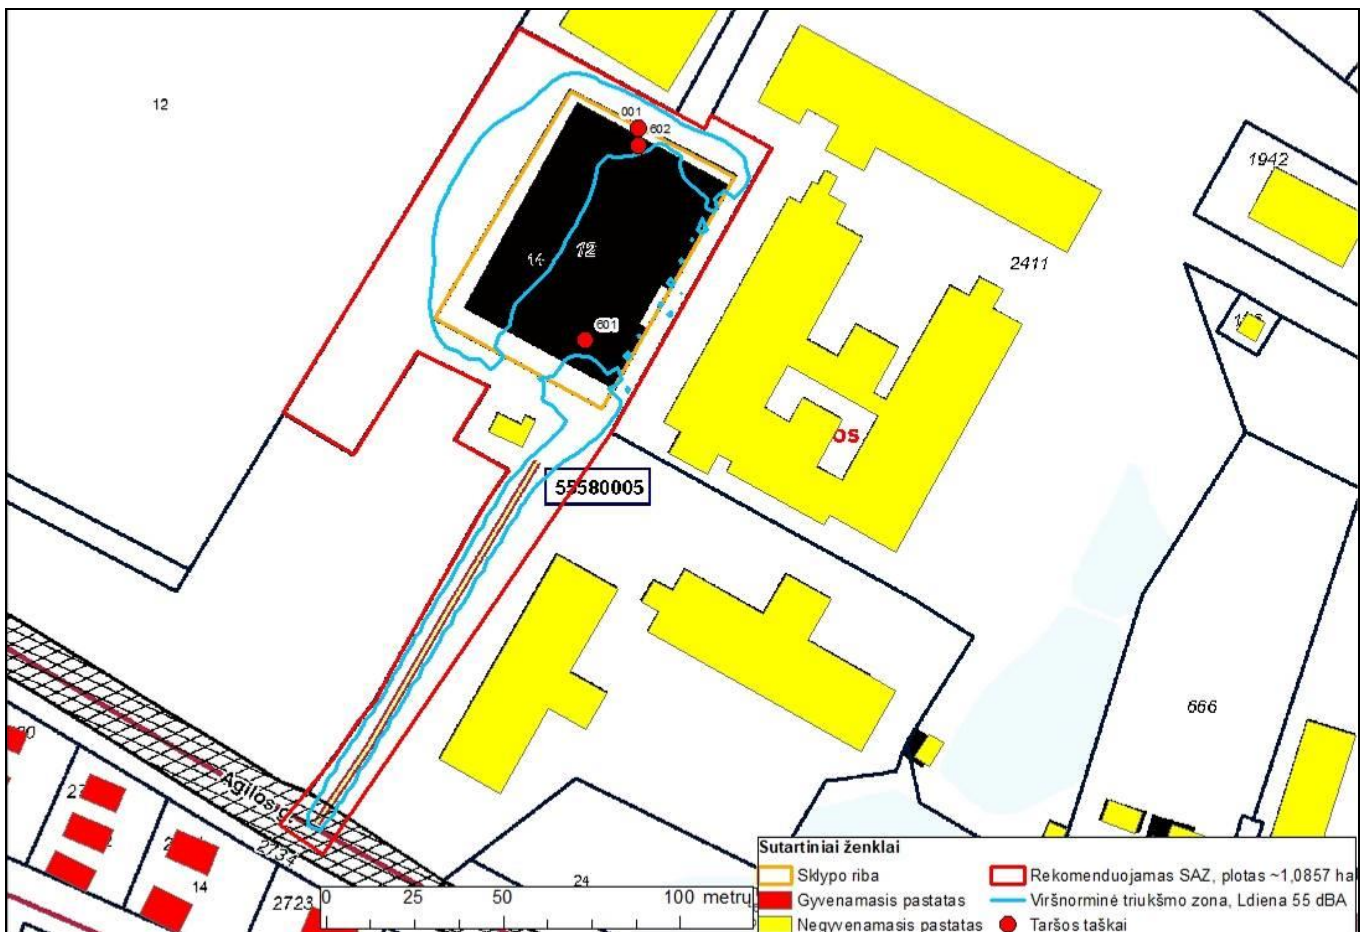 12
001
602
1942
2411
12
601
os
55580005
666
Agilos g.
2734
14
24
2723
0 25 50 100 metrų
Sutartiniai ženklai
Sklypo riba
Rekomenduojamas SAZ, plotas ~1,0857 ha
Gyvenamasis pastatas
Viršnorminė triukšmo zona, Ldiena 55 dBA
Negyvenamasis pastatas
Taršos taškai